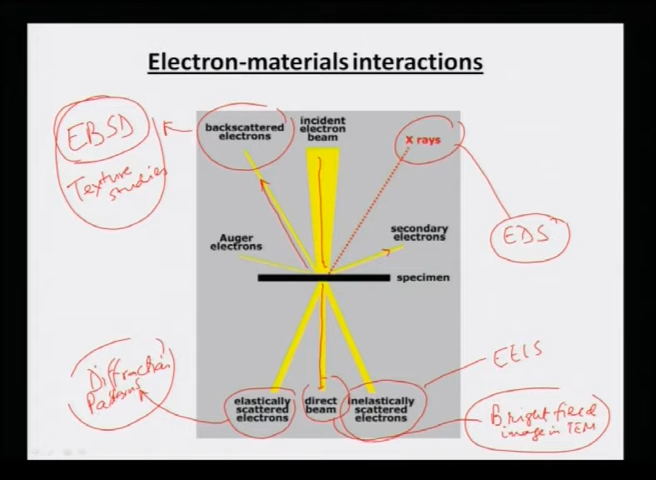 Electron-materials interactions
EBSD
Texture
studies
backscattered
electrons
incident
electron
beam
X rays
Auger
electrons
secondary
electrons
EDS
specimen
Diffraction
Patterns
elastically
scattered
electrons
direct
beam
inelastically
scattered
electrons
EELS
Bright field
image in TEM